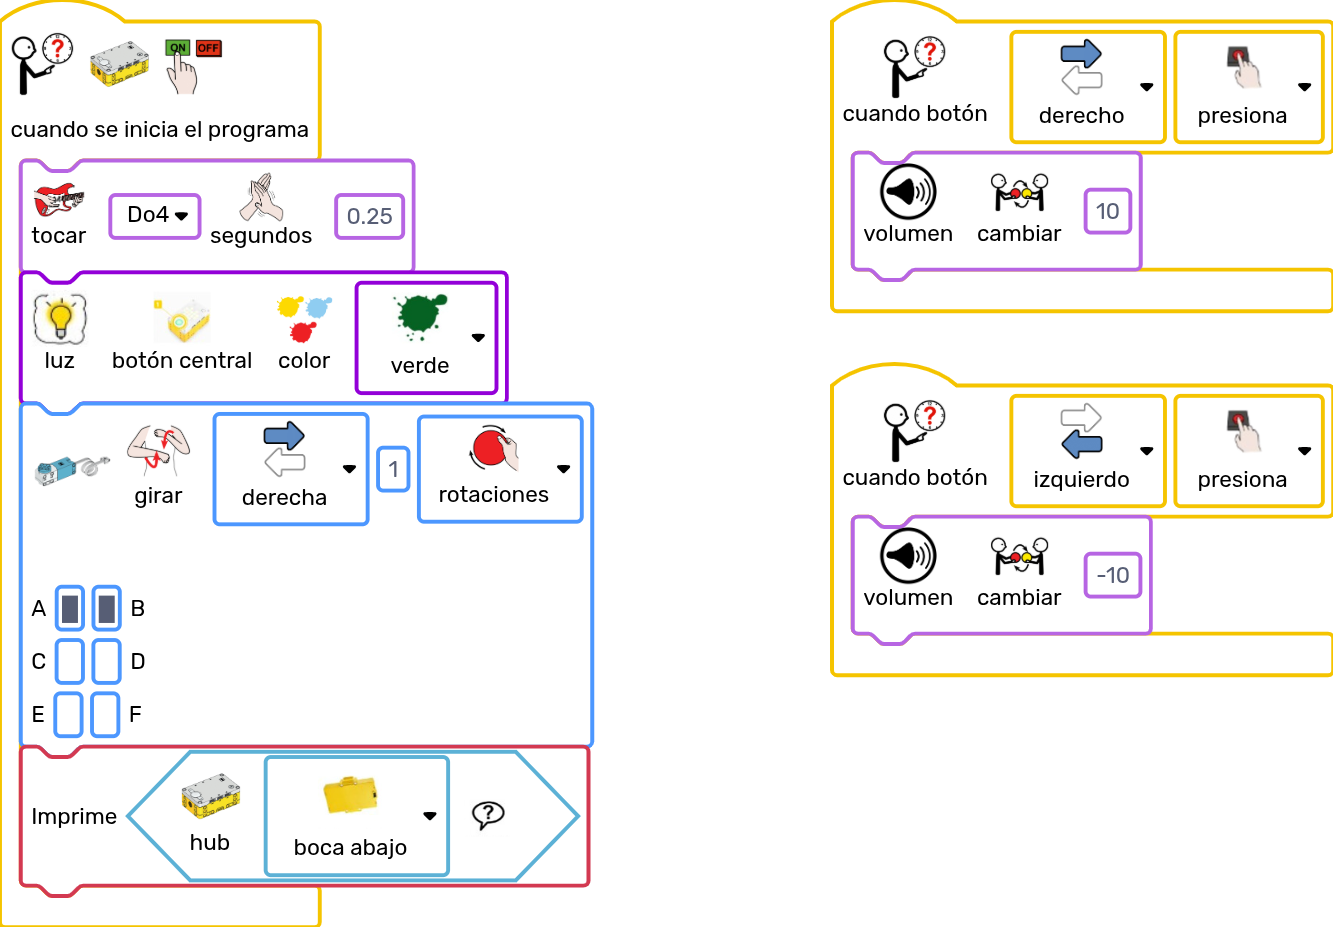 ON OFF
cuando se inicia el programa
tocar Do4 segundos 0.25
luz botón central color verde
girar derecha 1 rotaciones
A B
C D
E F
Imprime hub boca abajo ?
cuando botón derecho presiona
volumen cambiar 10
cuando botón izquierdo presiona
volumen cambiar -10